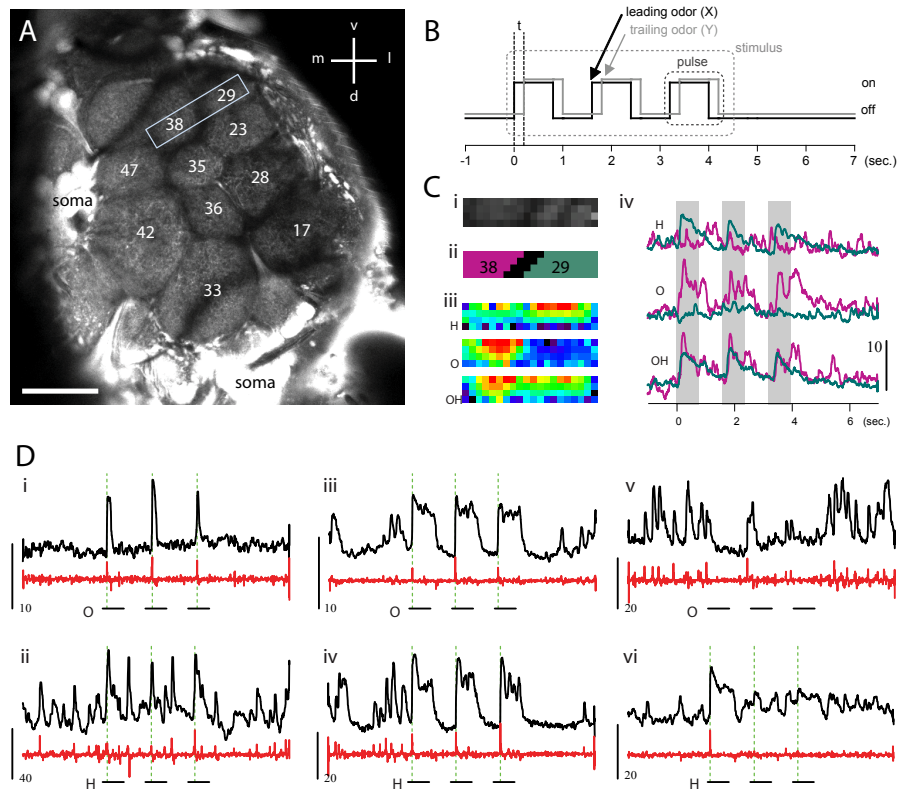 A
v
m l
d
29
38
23
47
35
28
soma
36
42
17
33
soma
B
t
leading odor (X)
trailing odor (Y)
stimulus
pulse
on
off
-1 0 1 2 3 4 5 6 7 (sec.)
C
i
ii
38 29
iii
H
O
OH
iv
H
O
OH
10
0 2 4 6 (sec.)
D
i
10
O
iii
10
O
v
20
O
ii
40
H
iv
20
H
vi
20
H